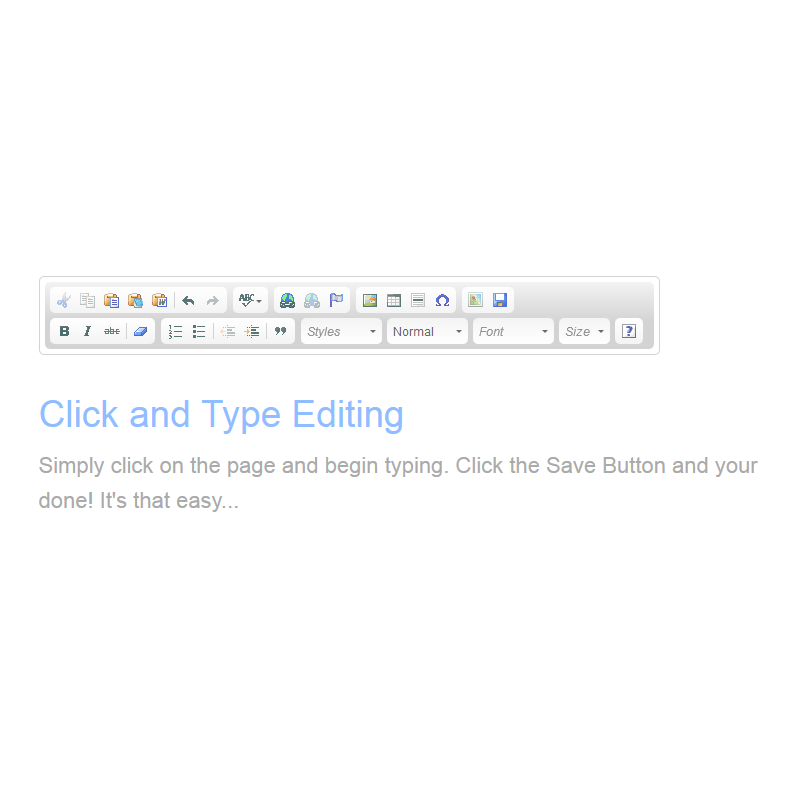 ABC
B I abc Styles Normal Font Size ?
Click and Type Editing
Simply click on the page and begin typing. Click the Save Button and your
done! It's that easy...